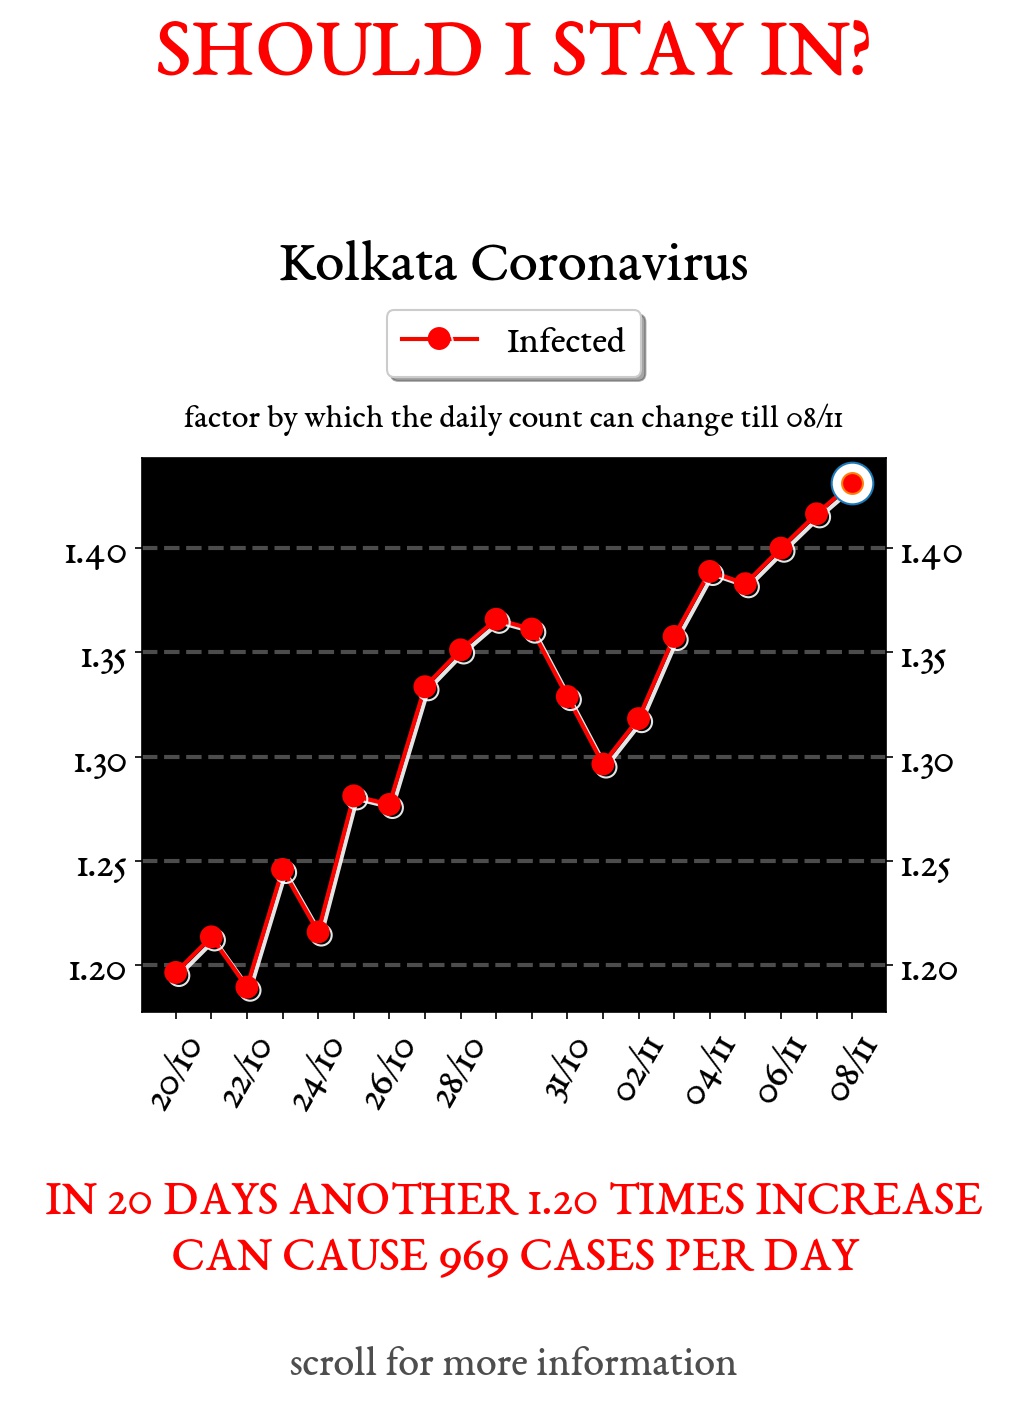 SHOULD I STAY IN?
Kolkata Coronavirus
Infected
factor by which the daily count can change till 08/11
1.40 1.40
1.35 1.35
1.30 1.30
1.25 1.25
1.20 1.20
20/10 22/10 24/10 26/10 28/10 31/10 02/11 04/11 06/11 08/11
IN 20 DAYS ANOTHER 1.20 TIMES INCREASE
CAN CAUSE 969 CASES PER DAY
scroll for more information